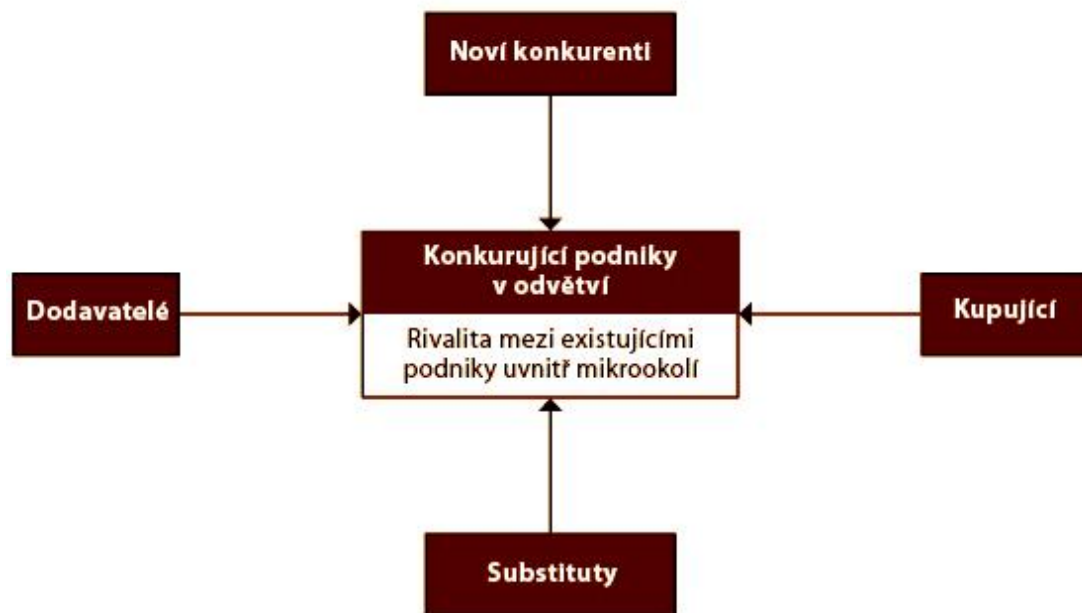 Noví konkurenti
Konkurující podniky
v odvětví
Dodavatelé
Kupující
Rivalita mezi existujícími
podniky uvnitř mikrookolí
Substituty